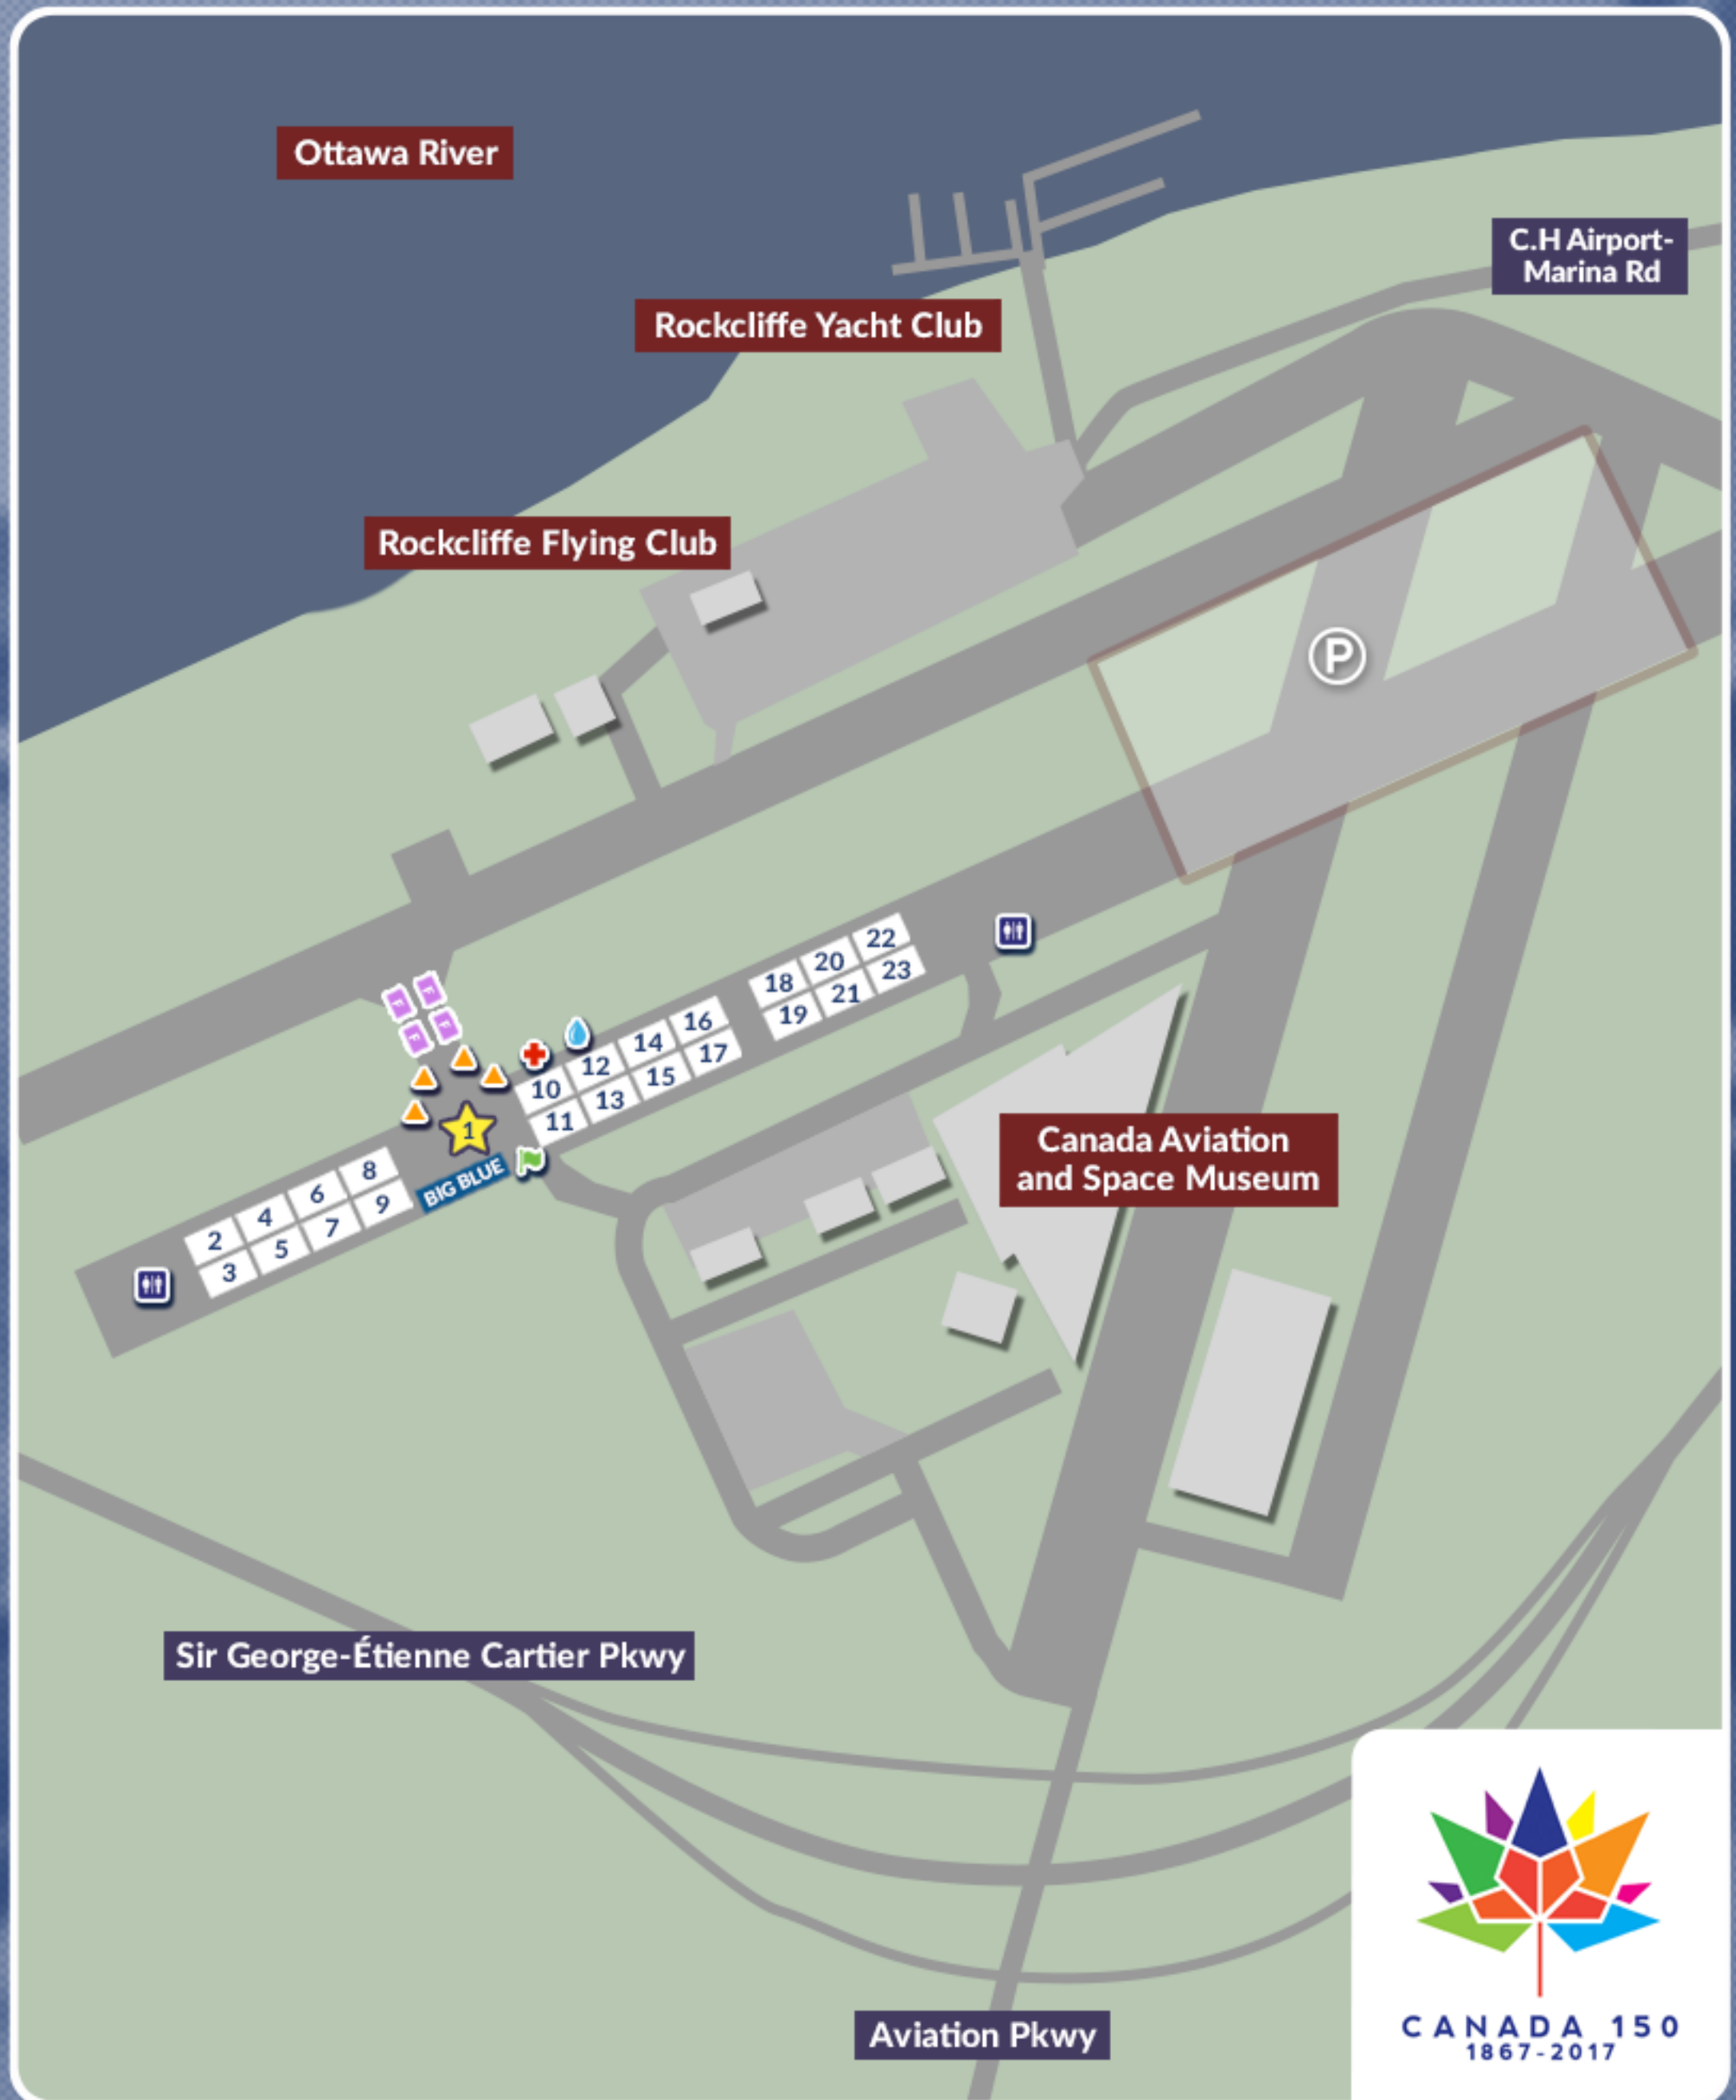 Ottawa River
C.H Airport-
Marina Rd
Rockcliffe Yacht Club
Rockcliffe Flying Club
P
22
20
23
18
21
19
16
14
17
12
15
10
13
11
F
F
F
F
1
BIG BLUE
8
6
9
4
7
2
5
3
Canada Aviation
and Space Museum
Sir George-Étienne Cartier Pkwy
Aviation Pkwy
CANADA 150
1867-2017